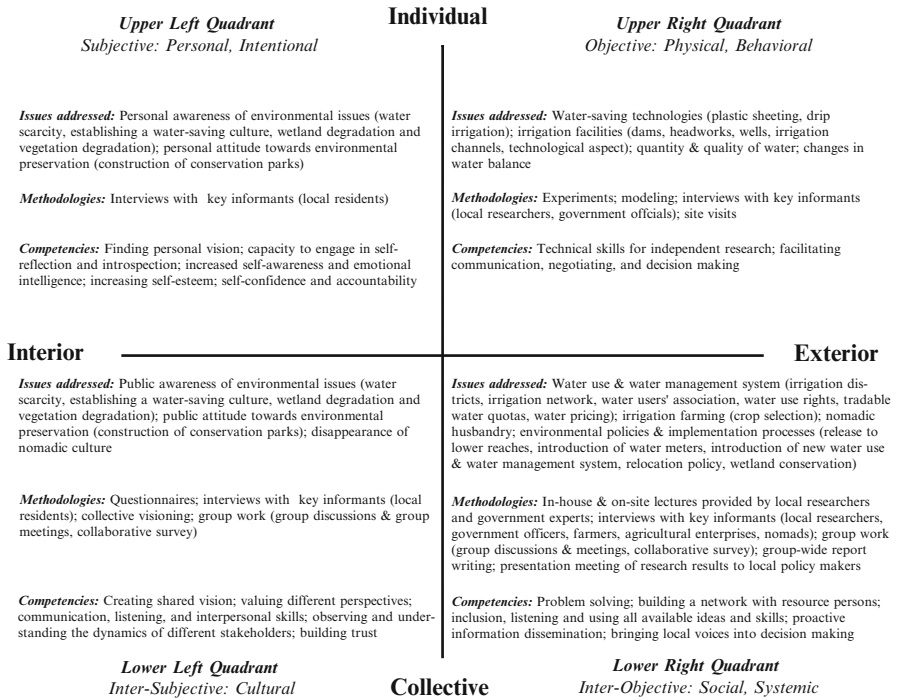 Individual
Upper Left Quadrant
Subjective: Personal, Intentional
Upper Right Quadrant
Objective: Physical, Behavioral
Issues addressed: Personal awareness of environmental issues (water
scarcity, establishing a water-saving culture, wetland degradation and
vegetation degradation); personal attitude towards environmental
preservation (construction of conservation parks)
Methodologies: Interviews with key informants (local residents)
Competencies: Finding personal vision; capacity to engage in self-
reflection and introspection; increased self-awareness and emotional
intelligence; increasing self-esteem; self-confidence and accountability
Issues addressed: Water-saving technologies (plastic sheeting, drip
irrigation); irrigation facilities (dams, headworks, wells, irrigation
channels, technological aspect); quantity & quality of water; changes in
water balance
Methodologies: Experiments; modeling; interviews with key informants
(local researchers, government offcials); site visits
Competencies: Technical skills for independent research; facilitating
communication, negotiating, and decision making
Interior
Exterior
Issues addressed: Public awareness of environmental issues (water
scarcity, establishing a water-saving culture, wetland degradation and
vegetation degradation); public attitude towards environmental
preservation (construction of conservation parks); disappearance of
nomadic culture
Methodologies: Questionnaires; interviews with key informants (local
residents); collective visioning; group work (group discussions & group
meetings, collaborative survey)
Competencies: Creating shared vision; valuing different perspectives;
communication, listening, and interpersonal skills; observing and under-
standing the dynamics of different stakeholders; building trust
Issues addressed: Water use & water management system (irrigation dis-
tricts, irrigation network, water users' association, water use rights, tradable
water quotas, water pricing); irrigation farming (crop selection); nomadic
husbandry; environmental policies & implementation processes (release to
lower reaches, introduction of water meters, introduction of new water use
& water management system, relocation policy, wetland conservation)
Methodologies: In-house & on-site lectures provided by local researchers
and government experts; interviews with key informants (local researchers,
government officers, farmers, agricultural enterprises, nomads); group work
(group discussions & meetings, collaborative survey); group-wide report
writing; presentation meeting of research results to local policy makers
Competencies: Problem solving; building a network with resource persons;
inclusion, listening and using all available ideas and skills; proactive
information dissemination; bringing local voices into decision making
Lower Left Quadrant
Inter-Subjective: Cultural
Collective
Lower Right Quadrant
Inter-Objective: Social, Systemic